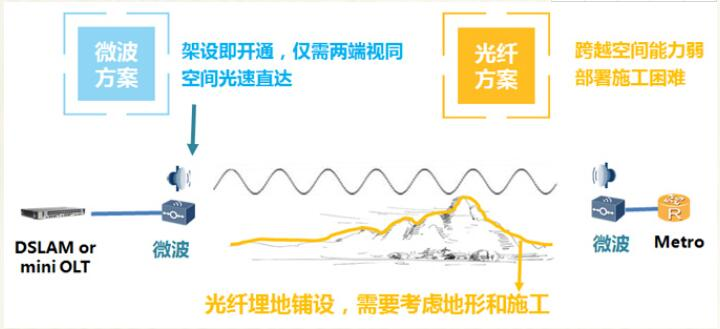 微波
方案
架设即开通，仅需两端视同
空间光速直达
光纤
方案
跨越空间能力弱
部署施工困难
DSLAM or
mini OLT
微波
微波
R
Metro
光纤埋地铺设，需要考虑地形和施工